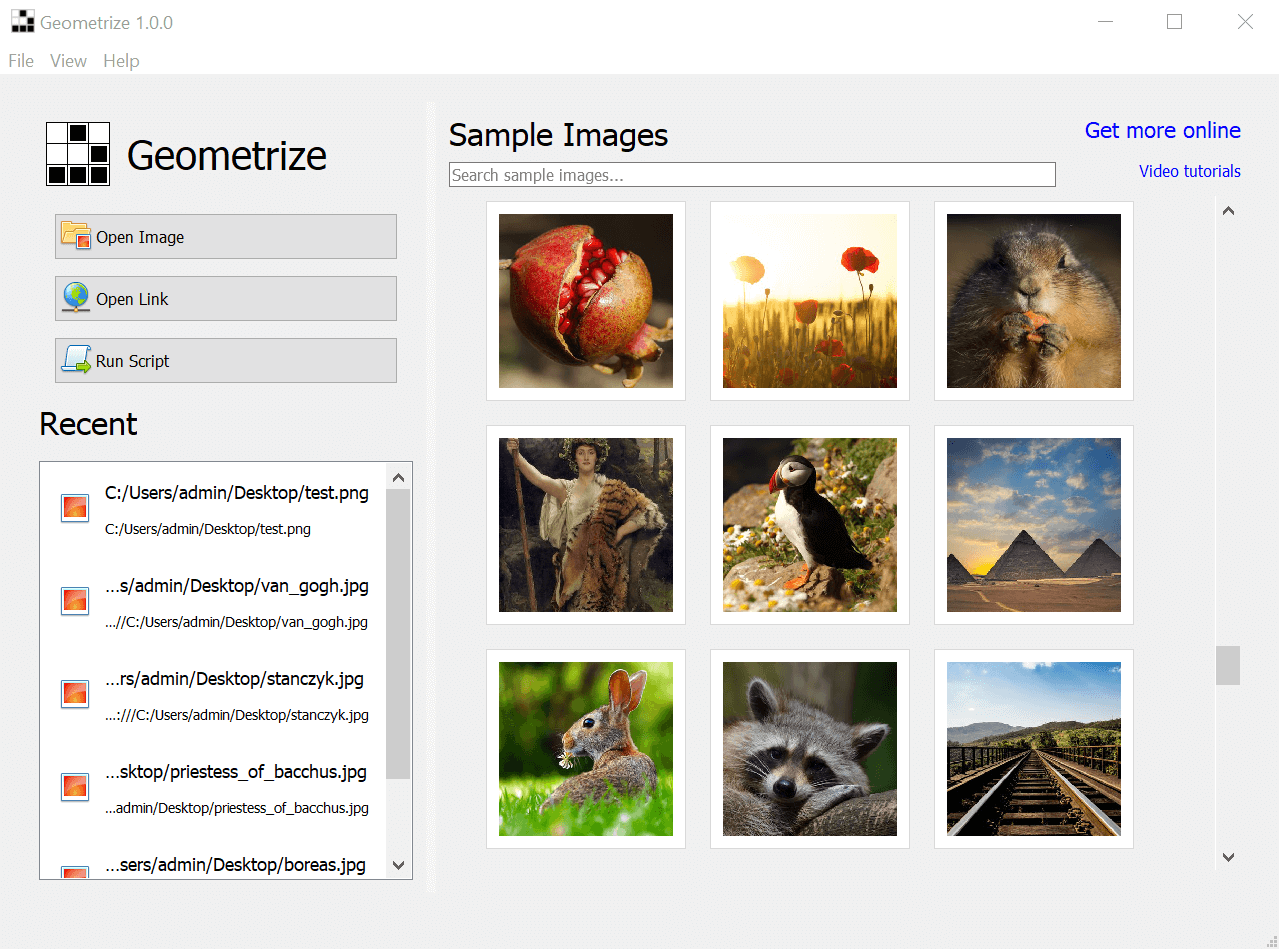 Geometrize 1.0.0
File View Help
Geometrize
Open Image
Open Link
Run Script
Recent
C:/Users/admin/Desktop/test.png
C:/Users/admin/Desktop/test.png
...s/admin/Desktop/van_gogh.jpg
...//C:/Users/admin/Desktop/van_gogh.jpg
...rs/admin/Desktop/stanczyk.jpg
...:///C:/Users/admin/Desktop/stanczyk.jpg
...sktop/priestess_of_bacchus.jpg
...admin/Desktop/priestess_of_bacchus.jpg
...sers/admin/Desktop/boreas.jpg
Sample Images
Get more online
Search sample images...
Video tutorials